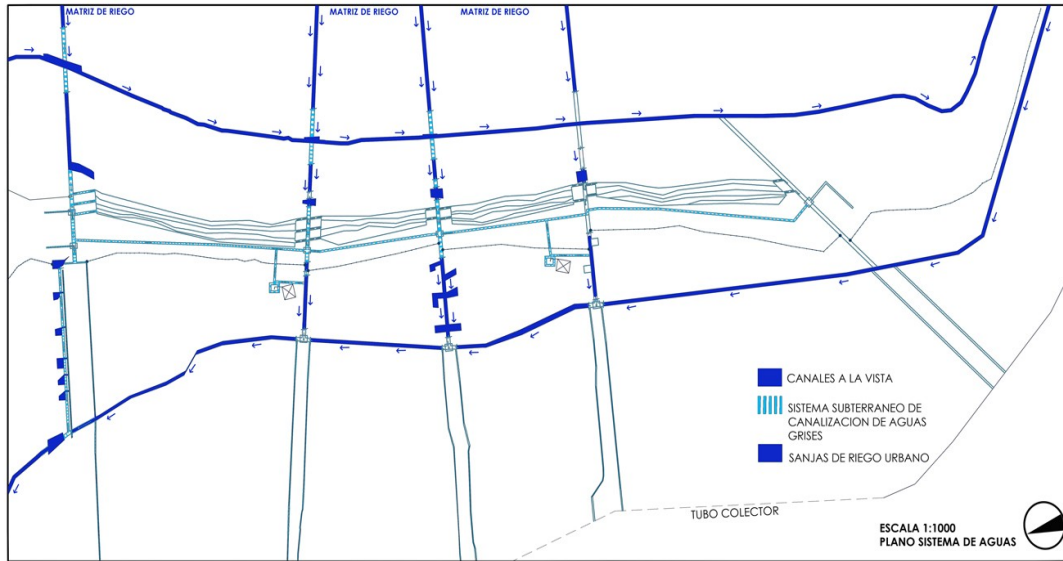 MATRIZ DE RIEGO
MATRIZ DE RIEGO
MATRIZ DE RIEGO
CANALES A LA VISTA
SISTEMA SUBTERRANEO DE
CANALIZACION DE AGUAS
GRISES
SANJAS DE RIEGO URBANO
TUBO COLECTOR
ESCALA 1:1000
PLANO SISTEMA DE AGUAS